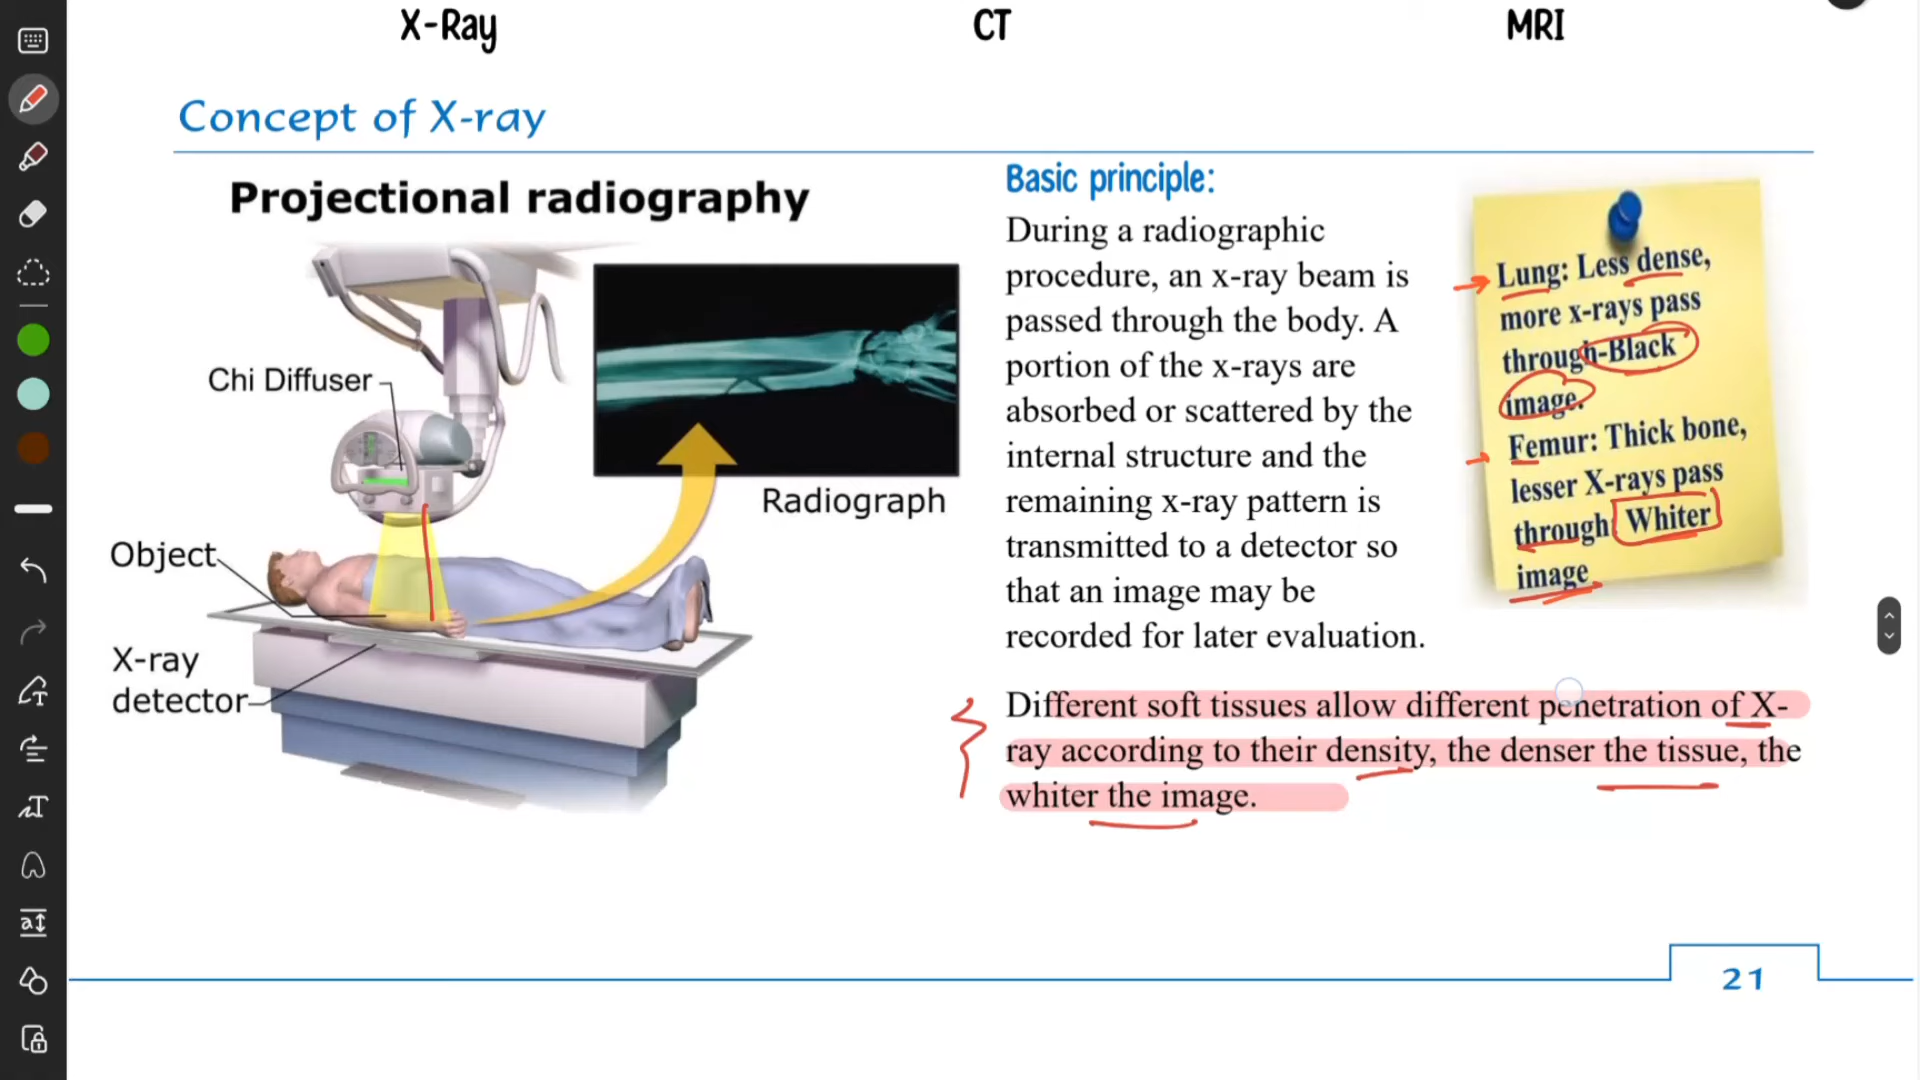 X-Ray
CT
MRI
Concept of X-ray
Projectional radiography
Chi Diffuser
Radiograph
Object
X-ray
detector
Basic principle:
During a radiographic
procedure, an x-ray beam is
passed through the body. A
portion of the x-rays are
absorbed or scattered by the
internal structure and the
remaining x-ray pattern is
transmitted to a detector so
that an image may be
recorded for later evaluation.
Lung: Less dense,
more x-rays pass
through-Black
image.
Femur: Thick bone,
lesser X-rays pass
through: Whiter
image
Different soft tissues allow different penetration of X-
ray according to their density, the denser the tissue, the
whiter the image.
21